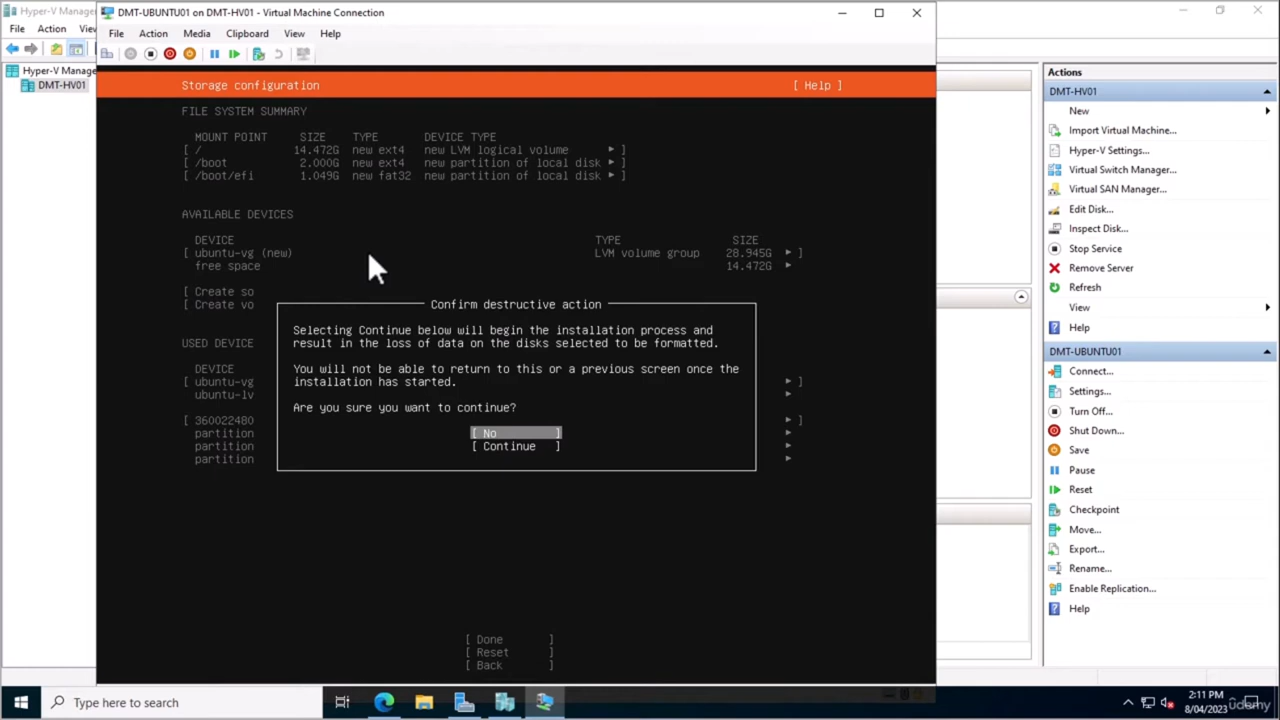 Hyper-V Manager
File Action View
Hyper-V Manage
DMT-HV01
DMT-UBUNTU01 on DMT-HV01 - Virtual Machine Connection
File Action Media Clipboard View Help
Storage configuration [ Help ]
FILE SYSTEM SUMMARY
MOUNT POINT SIZE TYPE DEVICE TYPE
[ / 14.472G new ext4 new LVM logical volume ▸ ]
[ /boot 2.000G new ext4 new partition of local disk ▸ ]
[ /boot/efi 1.049G new fat32 new partition of local disk ▸ ]
AVAILABLE DEVICES
DEVICE TYPE SIZE
[ ubuntu-vg (new) LVM volume group 28.945G ▸ ]
free space 14.472G ▸
[ Create so
[ Create vo
USED DEVICE
DEVICE
[ ubuntu-vg ▸ ]
ubuntu-lv ▸
[ 360022480 ▸ ]
partition ▸
partition ▸
partition ▸
Confirm destructive action
Selecting Continue below will begin the installation process and
result in the loss of data on the disks selected to be formatted.
You will not be able to return to this or a previous screen once the
installation has started.
Are you sure you want to continue?
[ No ]
[ Continue ]
[ Done ]
[ Reset ]
[ Back ]
Actions
DMT-HV01
New
Import Virtual Machine...
Hyper-V Settings...
Virtual Switch Manager...
Virtual SAN Manager...
Edit Disk...
Inspect Disk...
Stop Service
Remove Server
Refresh
View
Help
DMT-UBUNTU01
Connect...
Settings...
Turn Off...
Shut Down...
Save
Pause
Reset
Checkpoint
Move...
Export...
Rename...
Enable Replication...
Help
Type here to search
2:11 PM
8/04/2023
udemy